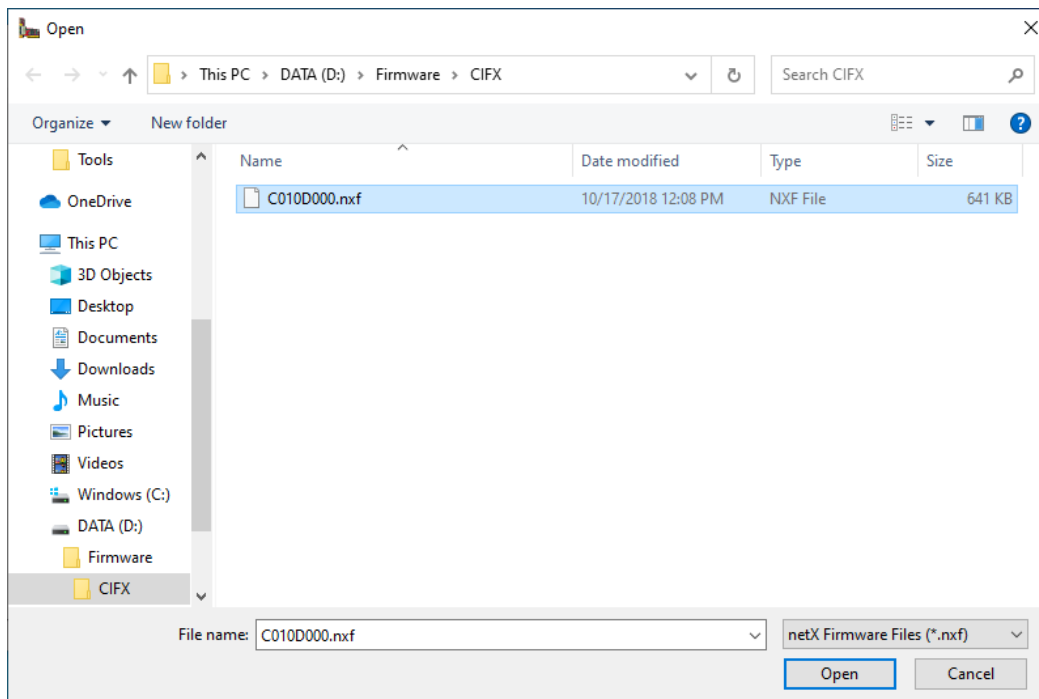 Open
This PC > DATA (D:) > Firmware > CIFX
Search CIFX
Organize
New folder
Name
Date modified
Type
Size
C010D000.nxf
10/17/2018 12:08 PM
NXF File
641 KB
Tools
OneDrive
This PC
3D Objects
Desktop
Documents
Downloads
Music
Pictures
Videos
Windows (C:)
DATA (D:)
Firmware
CIFX
File name: C010D000.nxf
netX Firmware Files (*.nxf)
Open
Cancel